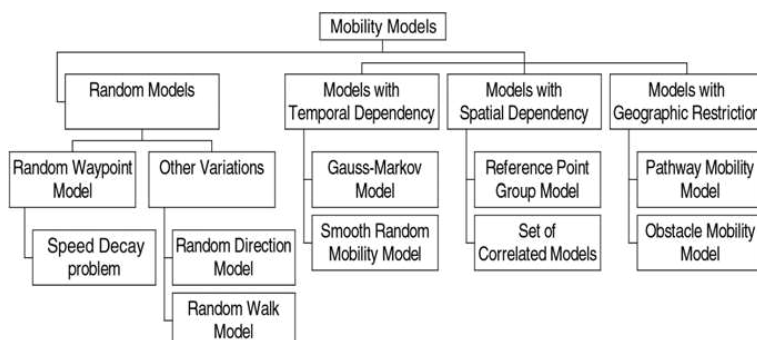 Mobility Models
Random Models
Models with
Temporal Dependency
Models with
Spatial Dependency
Models with
Geographic Restriction
Random Waypoint
Model
Other Variations
Gauss-Markov
Model
Reference Point
Group Model
Pathway Mobility
Model
Speed Decay
problem
Random Direction
Model
Smooth Random
Mobility Model
Set of
Correlated Models
Obstacle Mobility
Model
Random Walk
Model